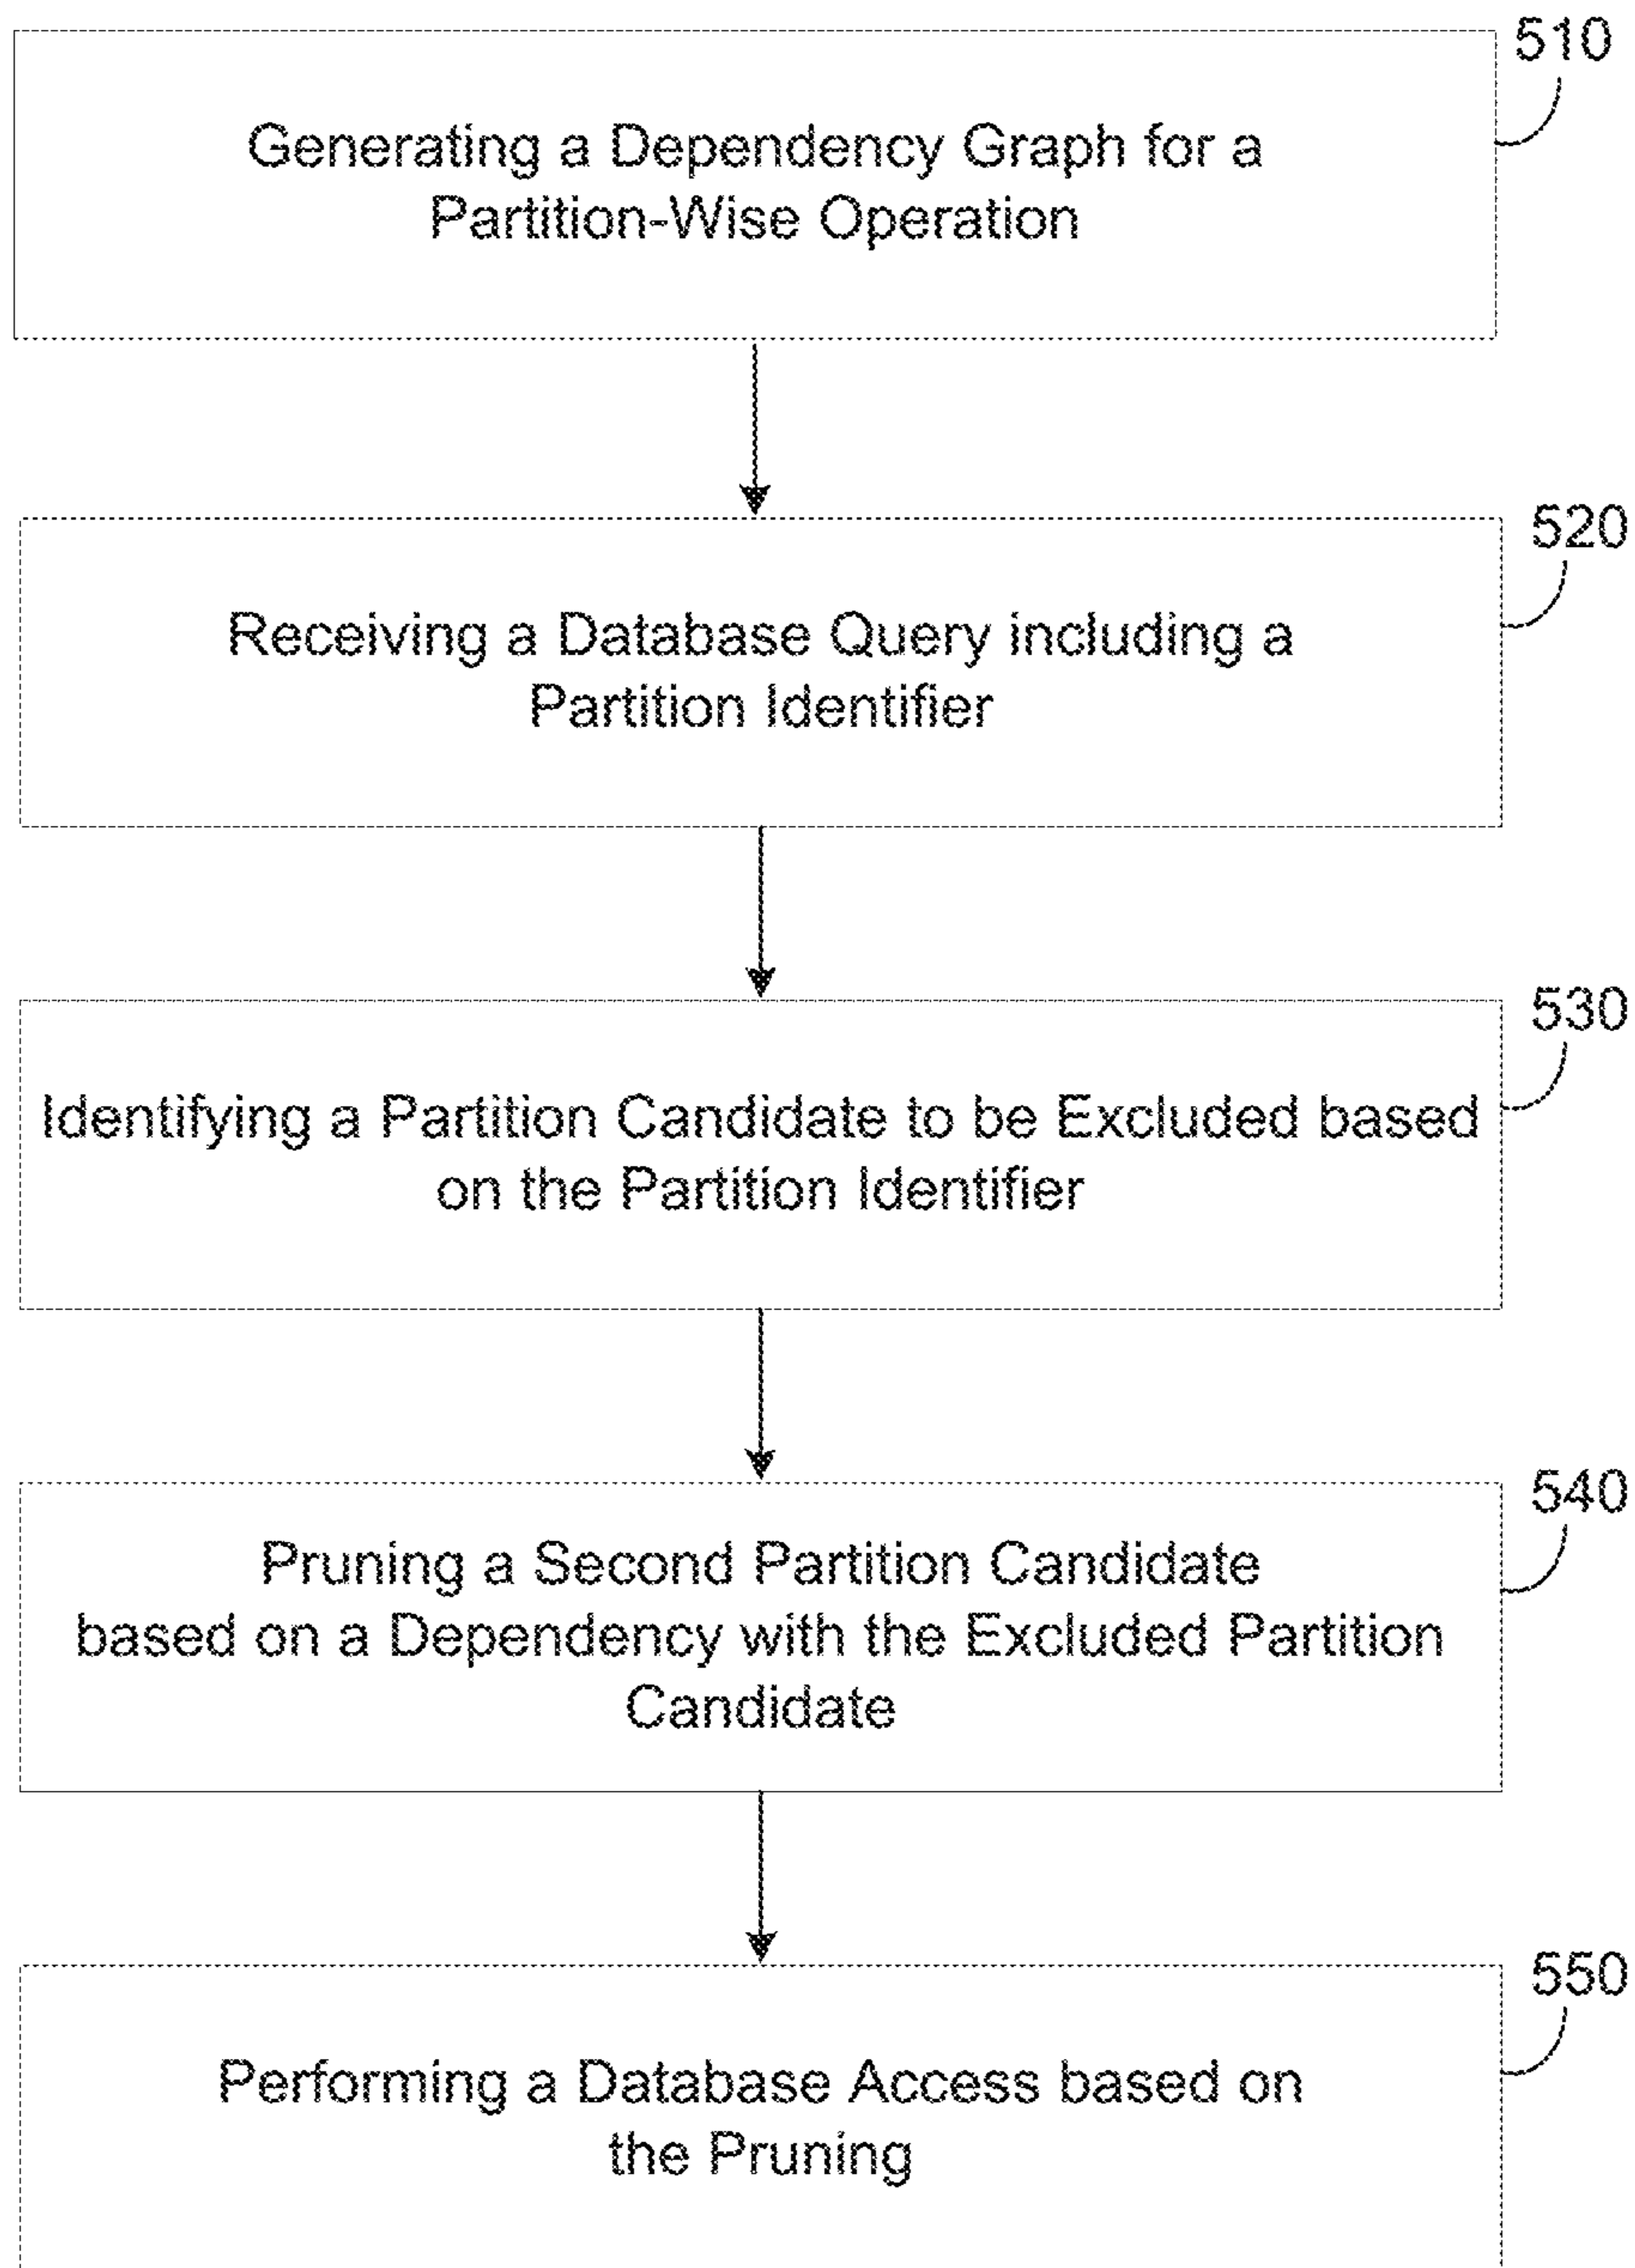 510
Generating a Dependency Graph for a
Partition-Wise Operation
520
Receiving a Database Query including a
Partition Identifier
530
Identifying a Partition Candidate to be Excluded based
on the Partition Identifier
540
Pruning a Second Partition Candidate
based on a Dependency with the Excluded Partition
Candidate
550
Performing a Database Access based on
the Pruning